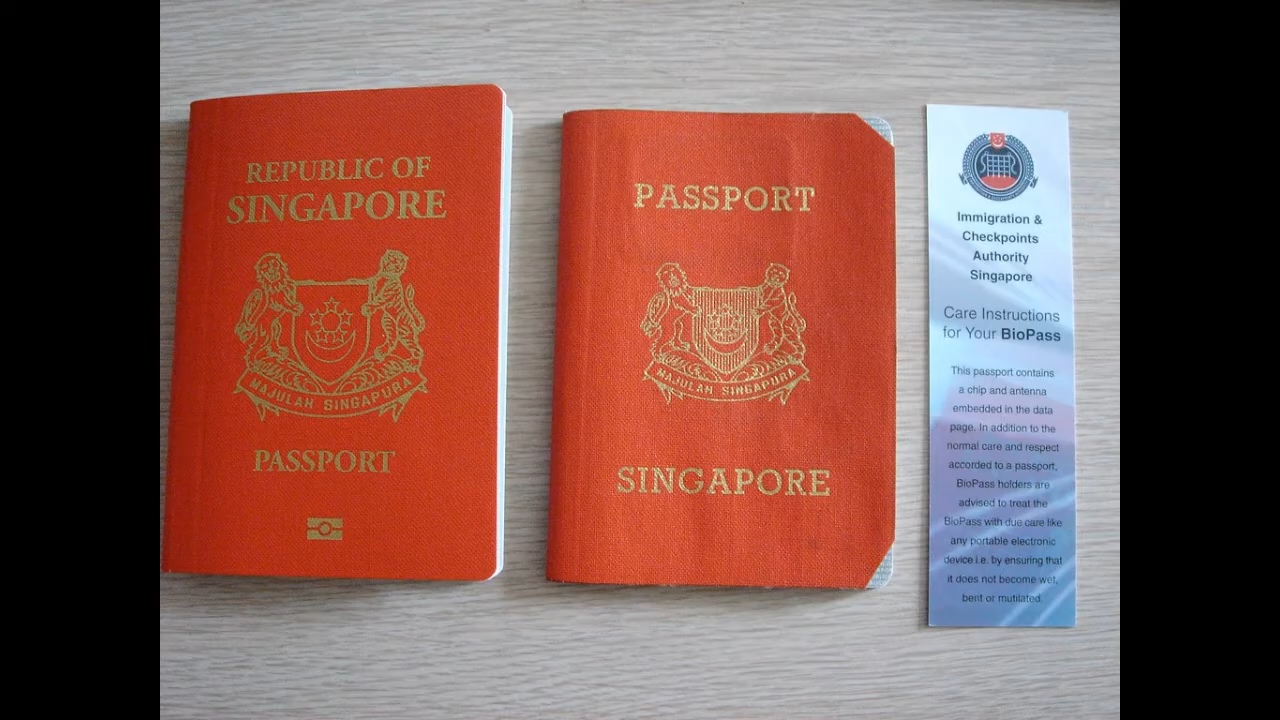 REPUBLIC OF
SINGAPORE
MAJULAH SINGAPURA
PASSPORT
PASSPORT
MAJULAH SINGAPURA
SINGAPORE
Immigration &
Checkpoints
Authority
Singapore
Care Instructions
for Your BioPass
This passport contains
a chip and antenna
embedded in the data
page. In addition to the
normal care and respect
accorded to a passport,
BioPass holders are
advised to treat the
BioPass with due care like
any portable electronic
device i.e. by ensuring that
it does not become wet,
bent or mutilated.